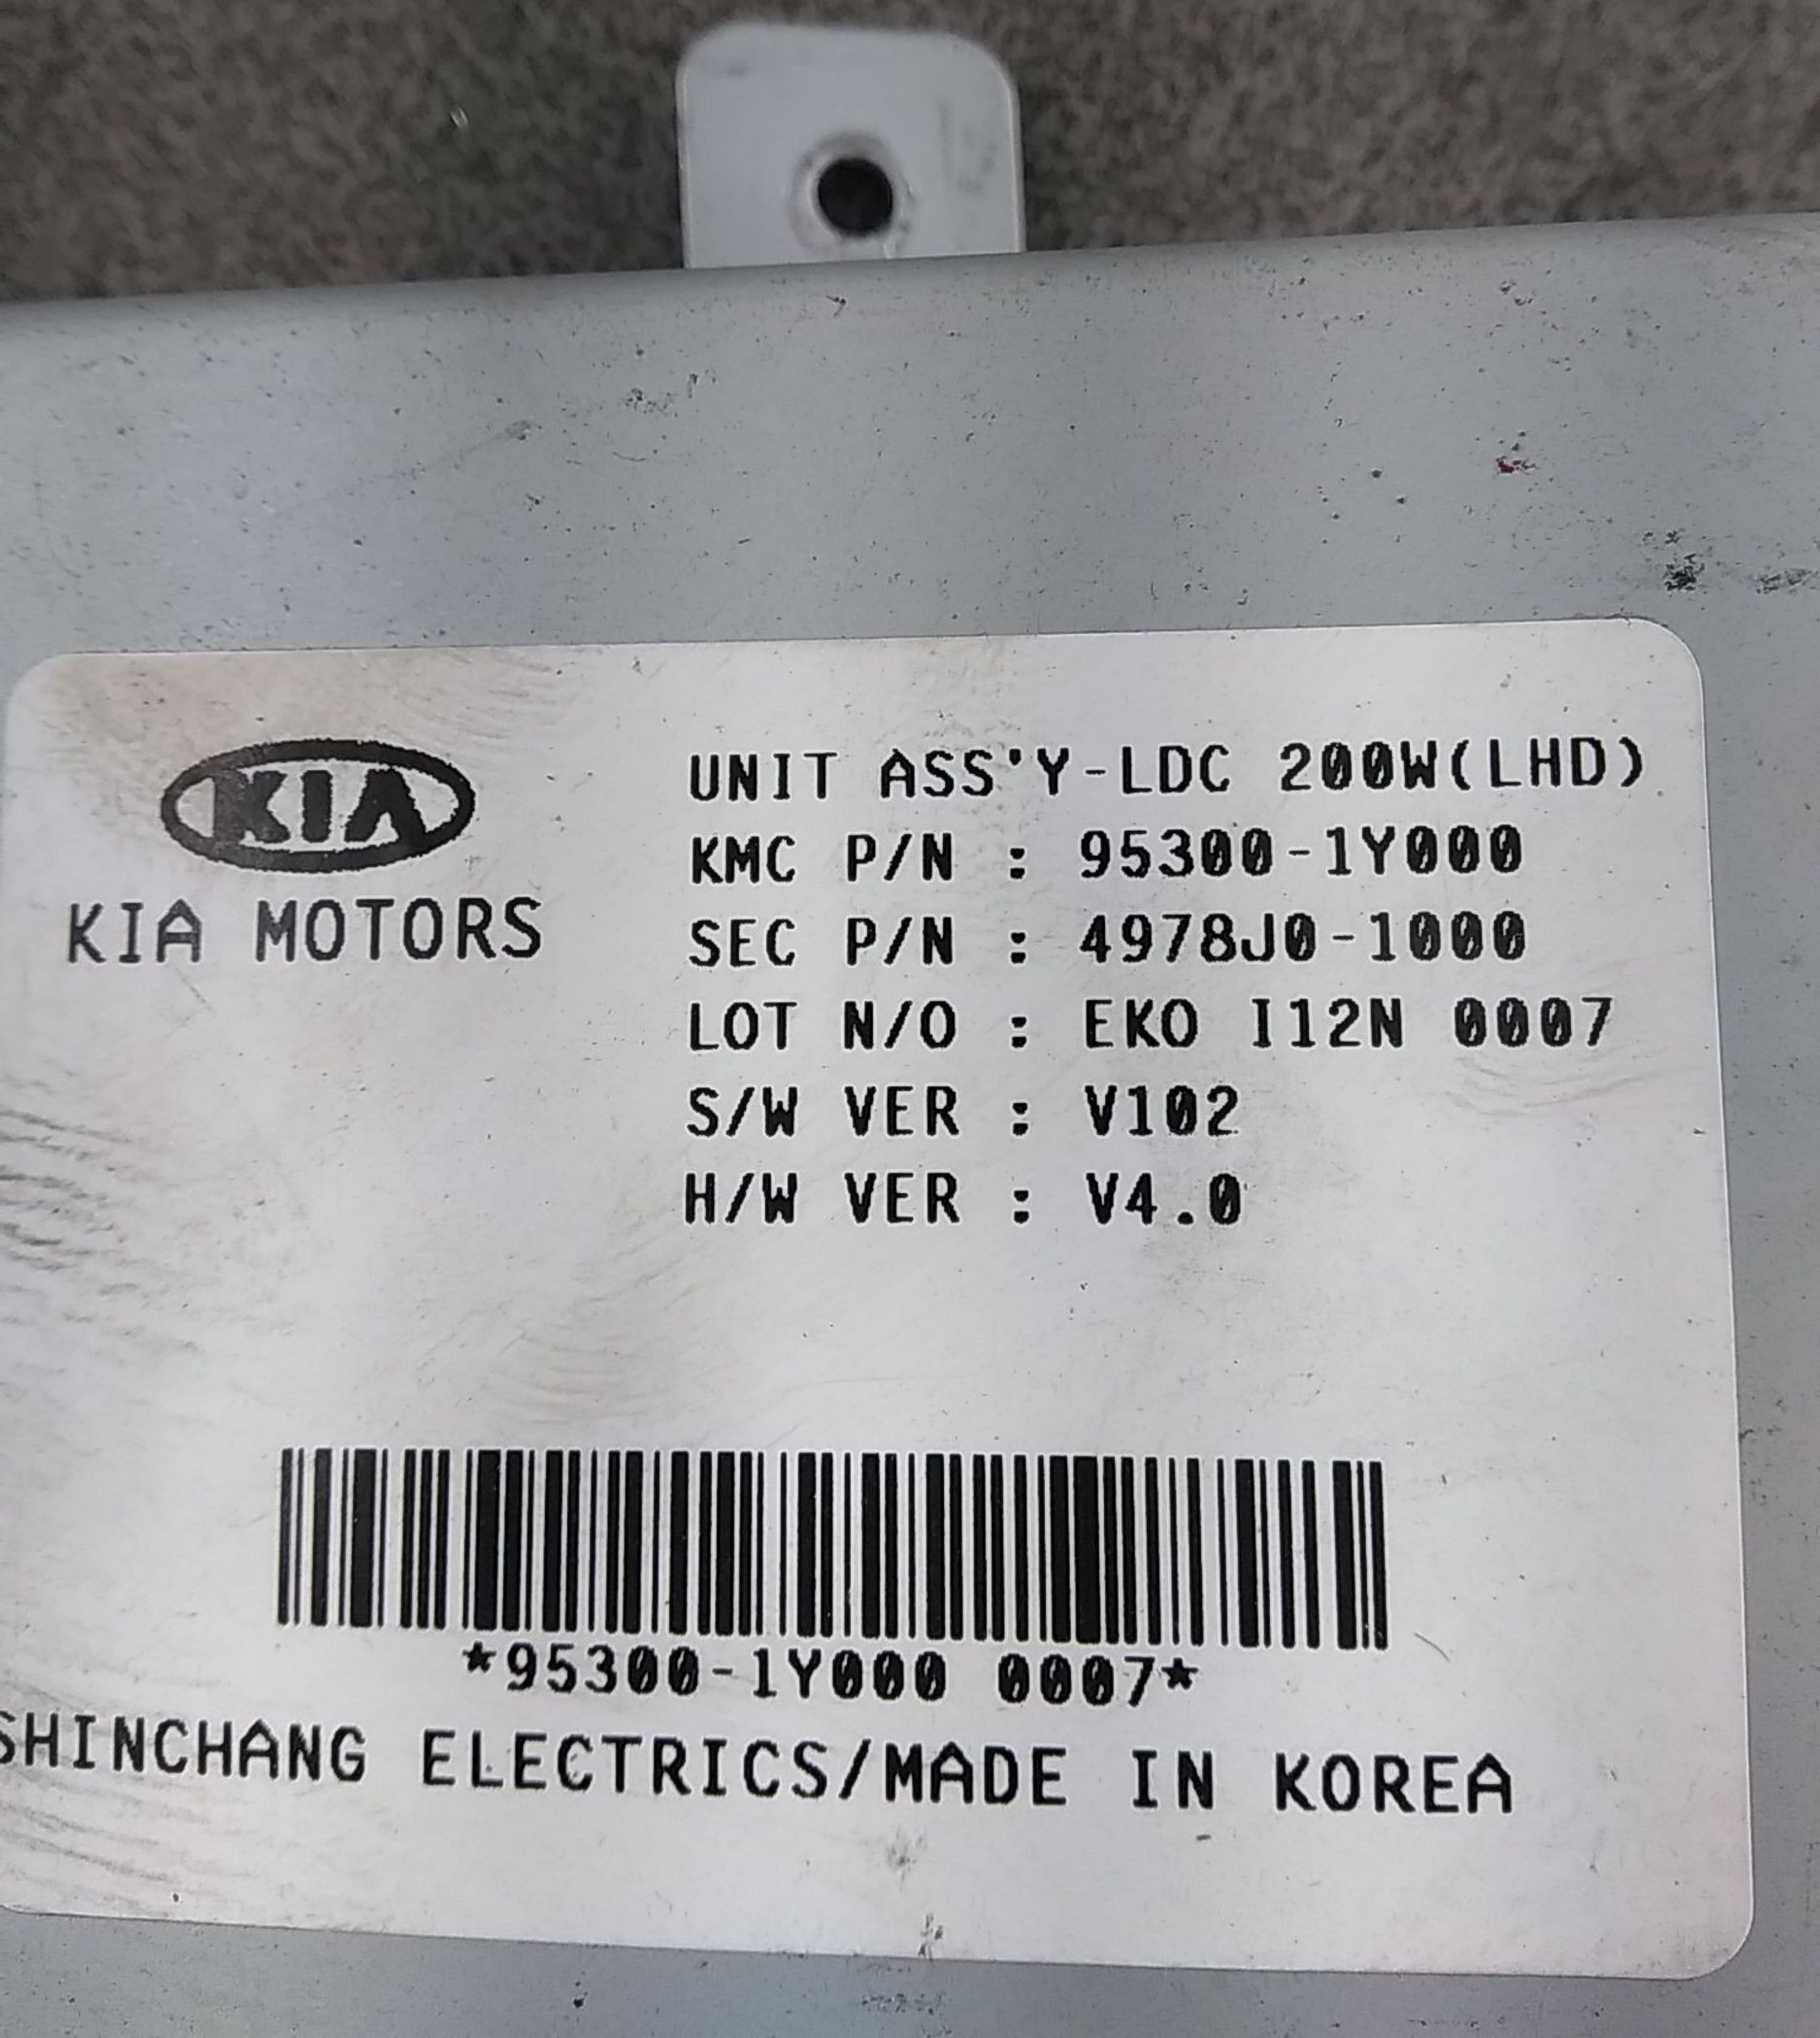 KIA
KIA MOTORS
UNIT ASS'Y-LDC 200W(LHD)
KMC P/N : 95300-1Y000
SEC P/N : 4978J0-1000
LOT N/O : EKO I12N 0007
S/W VER : V102
H/W VER : V4.0
*95300-1Y000 0007*
SHINCHANG ELECTRICS/MADE IN KOREA